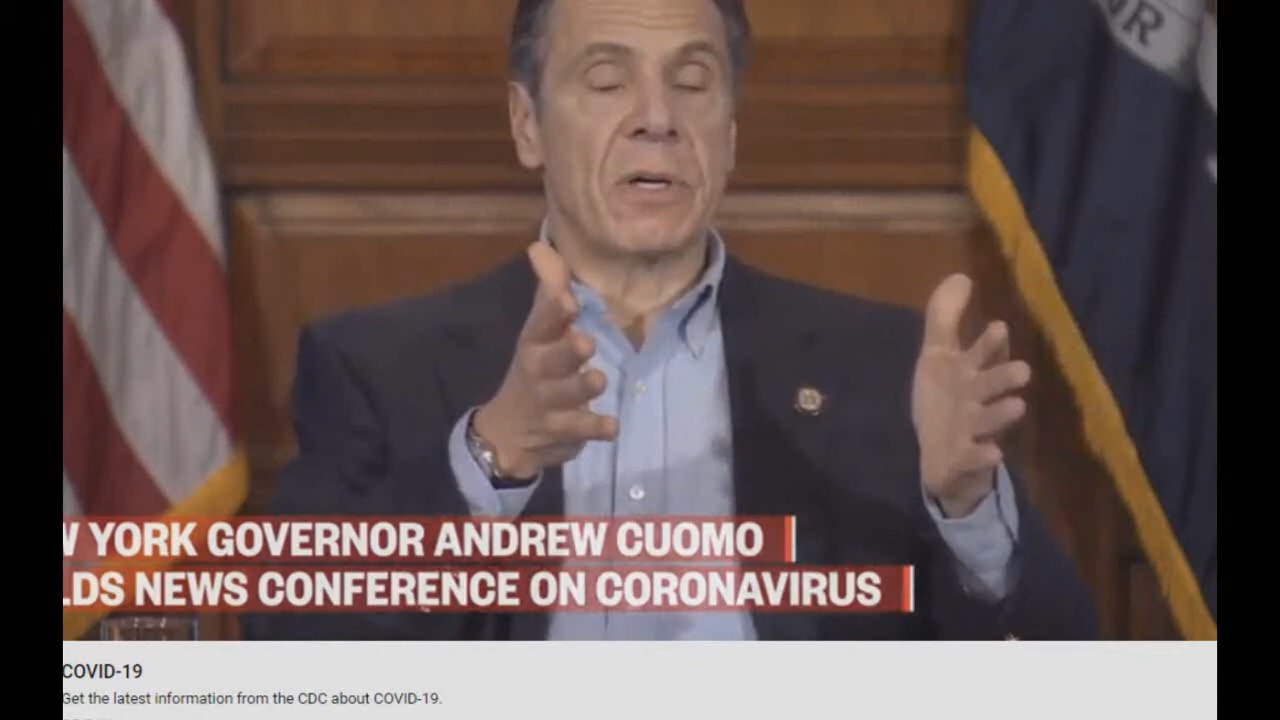 W YORK GOVERNOR ANDREW CUOMO
LDS NEWS CONFERENCE ON CORONAVIRUS
COVID-19
Get the latest information from the CDC about COVID-19.